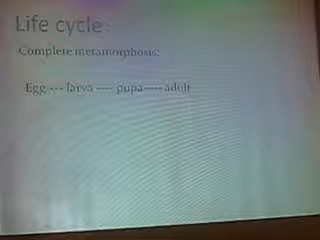 Life cycle:
Complete metamorphosis:
Egg --- larva ---- pupa---- adult